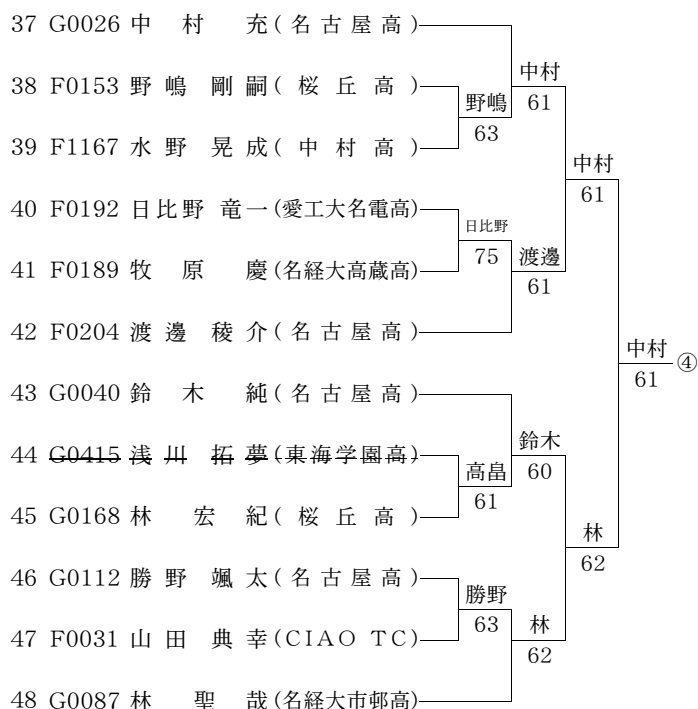 37 G0026 中村 充(名古屋高)
中村
38 F0153 野嶋 剛嗣(桜丘高)
野嶋
61
63
39 F1167 水野 晃成(中村高)
中村
61
40 F0192 日比野 竜一(愛工大名電高)
日比野
75
渡邊
41 F0189 牧原 慶(名経大高蔵高)
61
42 F0204 渡邊 稜介(名古屋高)
中村
④
61
43 G0040 鈴木 純(名古屋高)
鈴木
44 G0415 浅川 拓夢(東海学園高)
高畠
60
61
45 G0168 林 宏紀(桜丘高)
林
62
46 G0112 勝野 颯太(名古屋高)
勝野
63
林
47 F0031 山田 典幸(CIAO TC)
62
48 G0087 林 聖哉(名経大市邨高)